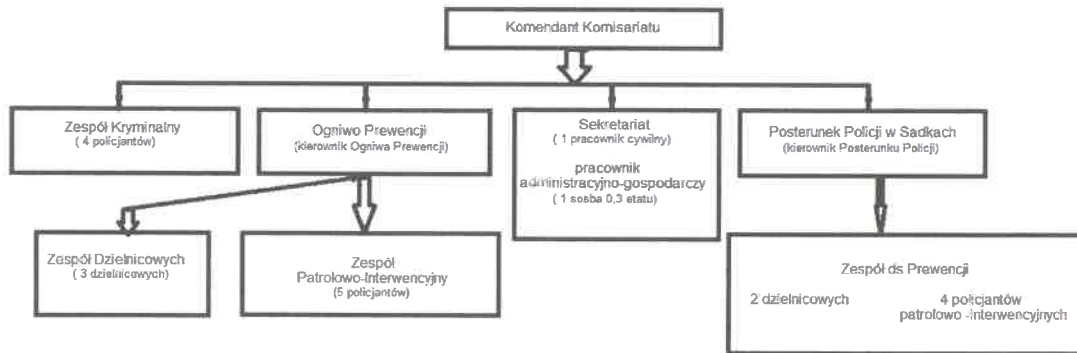 Komendant Komisariatu
Zespół Kryminalny
( 4 policjantów)
Ogniwo Prewencji
(kierownik Ogniwa Prewencji)
Sekretariat
( 1 pracownik cywilny)
pracownik
administracyjno-gospodarczy
( 1 sosba 0,3 etatu)
Posterunek Policji w Sadkach
(kierownik Posterunku Policji)
Zespół Dzielnicowych
( 3 dzielnicowych)
Zespół
Patrolowo-Interwencyjny
(5 policjantów)
Zespół ds Prewencji
2 dzielnicowych
4 policjantów
patrolowo -Interwencyjnych